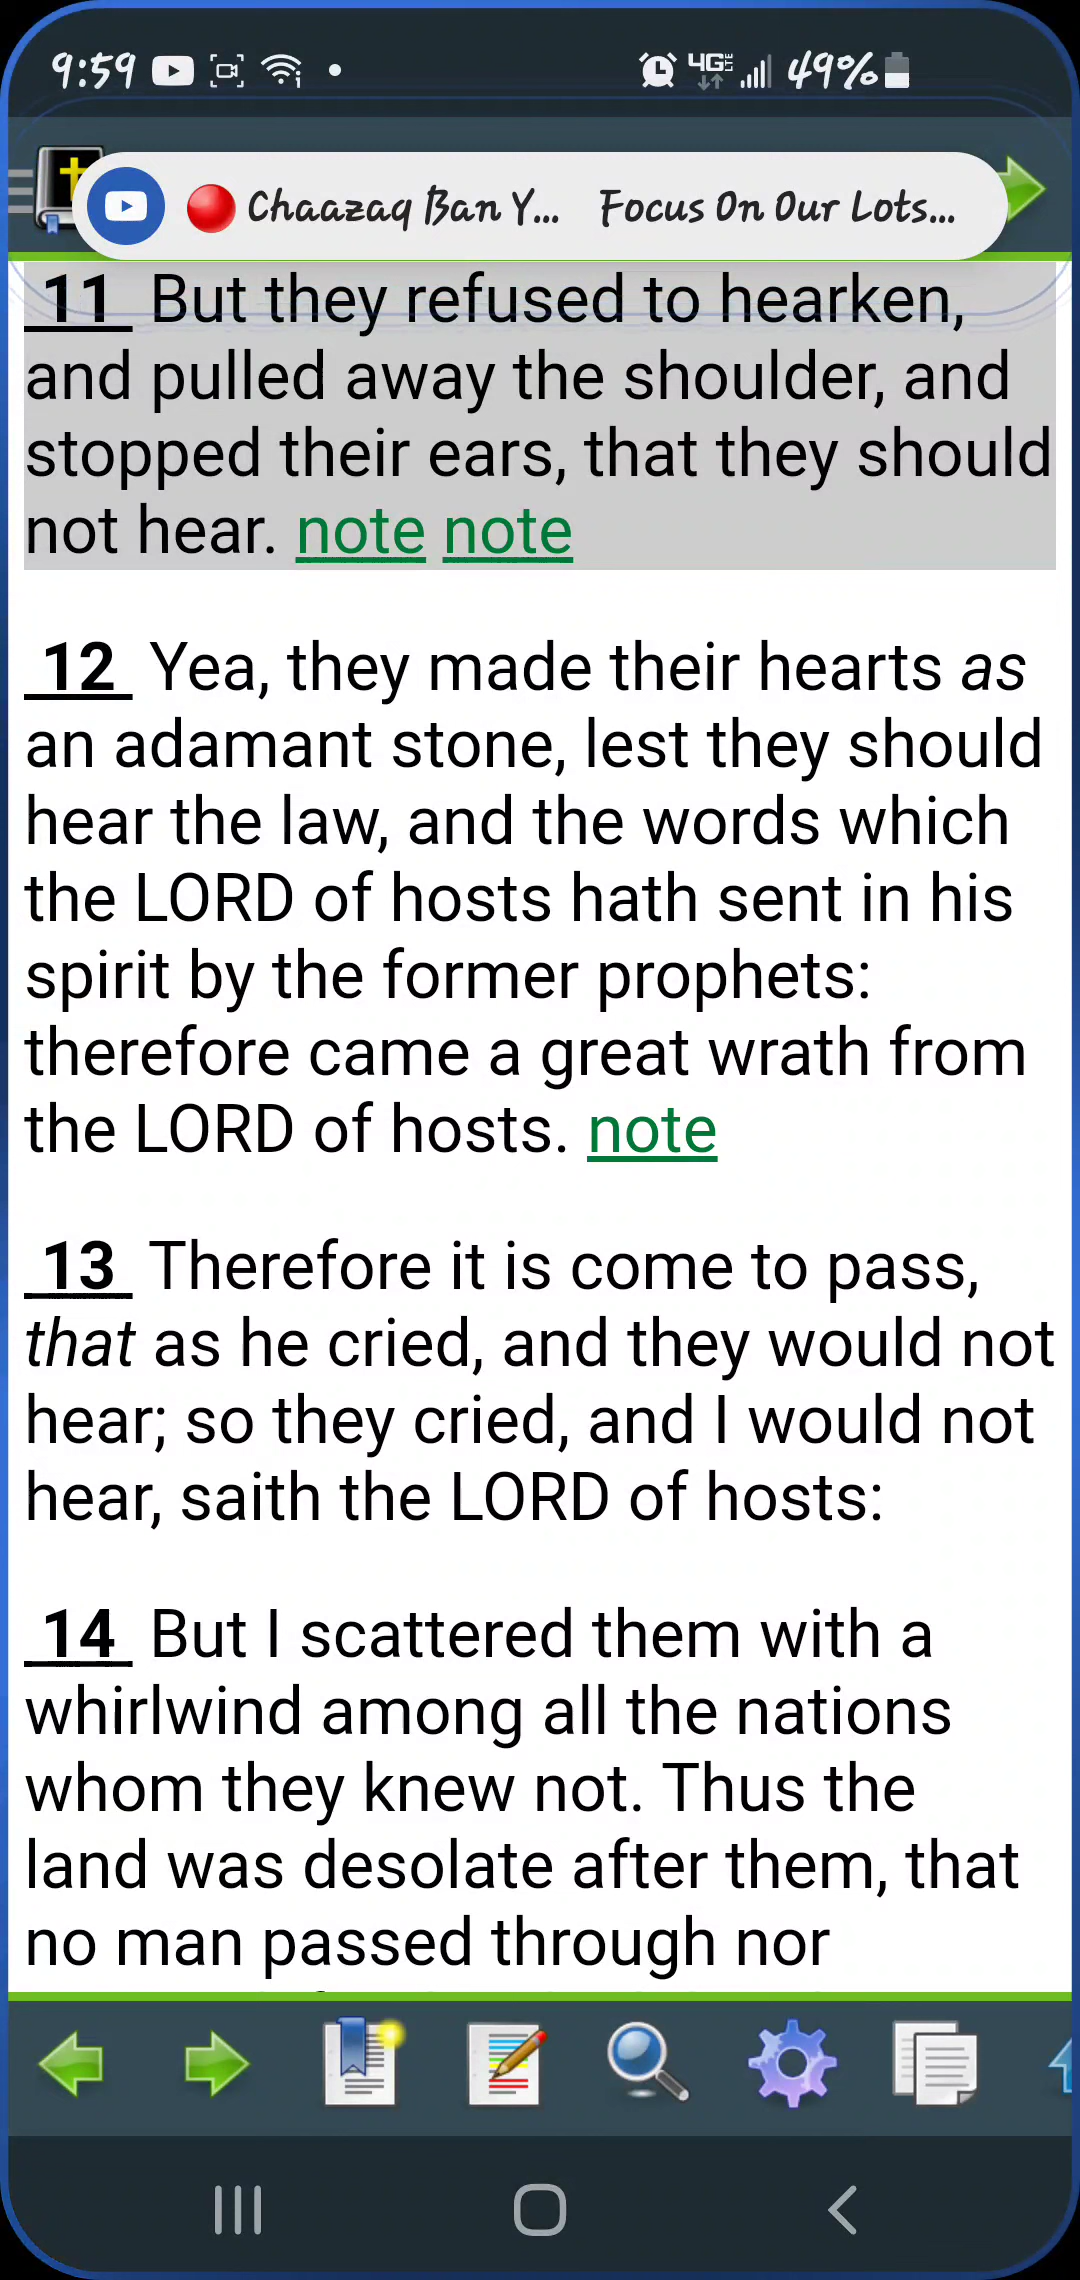 9:59 4G LTE 49%
Chaazaq Ban Y... Focus On Our Lots...
11 But they refused to hearken,
and pulled away the shoulder, and
stopped their ears, that they should
not hear. note note
12 Yea, they made their hearts as
an adamant stone, lest they should
hear the law, and the words which
the LORD of hosts hath sent in his
spirit by the former prophets:
therefore came a great wrath from
the LORD of hosts. note
13 Therefore it is come to pass,
that as he cried, and they would not
hear; so they cried, and I would not
hear, saith the LORD of hosts:
14 But I scattered them with a
whirlwind among all the nations
whom they knew not. Thus the
land was desolate after them, that
no man passed through nor